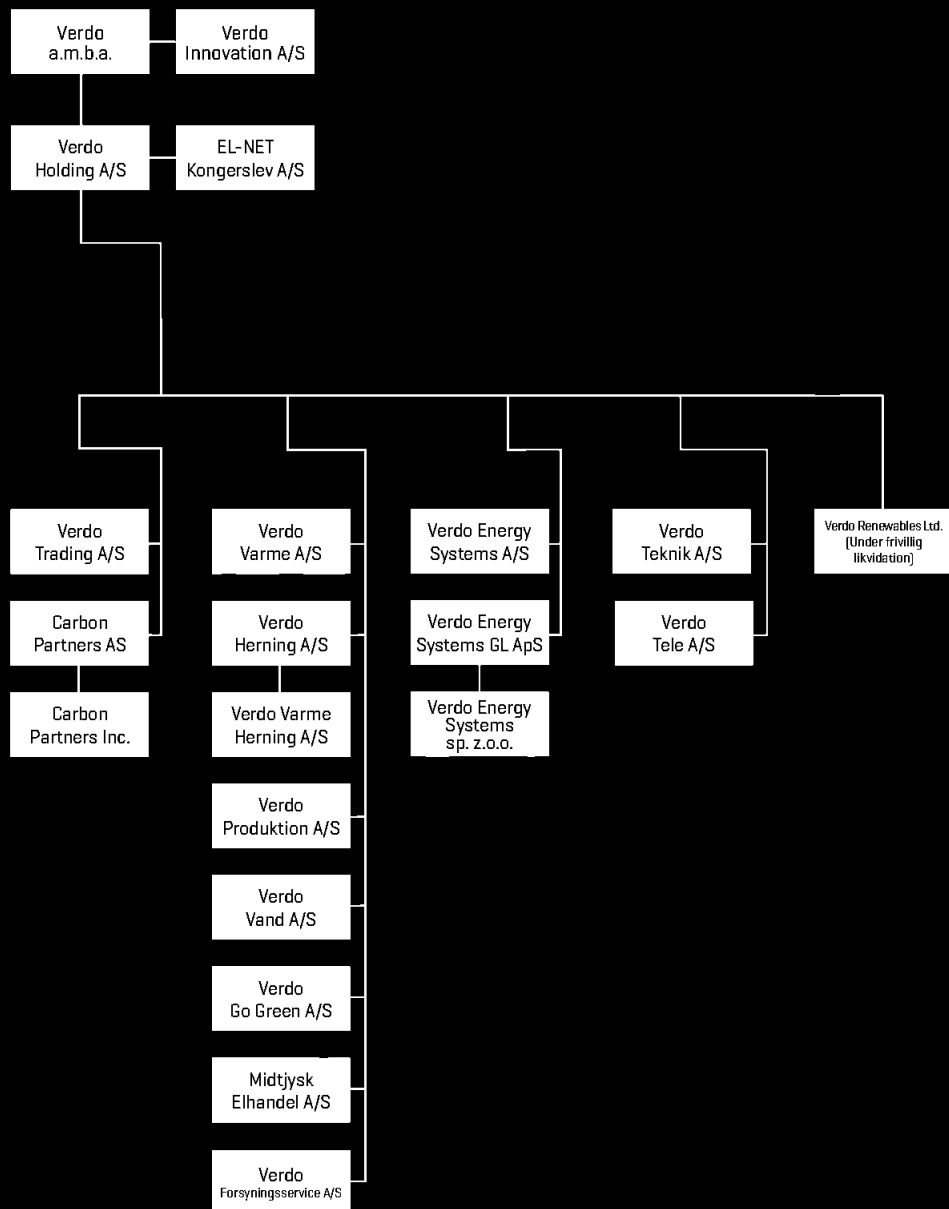 Verdo
a.m.b.a.
Verdo
Innovation A/S
Verdo
Holding A/S
EL-NET
Kongerslev A/S
Verdo
Trading A/S
Carbon
Partners AS
Carbon
Partners Inc.
Verdo
Varme A/S
Verdo
Herning A/S
Verdo Varme
Herning A/S
Verdo
Produktion A/S
Verdo
Vand A/S
Verdo
Go Green A/S
Midtjysk
Elhandel A/S
Verdo
Forsyningsservice A/S
Verdo Energy
Systems A/S
Verdo Energy
Systems GL ApS
Verdo Energy
Systems
sp. z.o.o.
Verdo
Teknik A/S
Verdo
Tele A/S
Verdo Renewables Ltd.
(Under frivillig
likvidation)